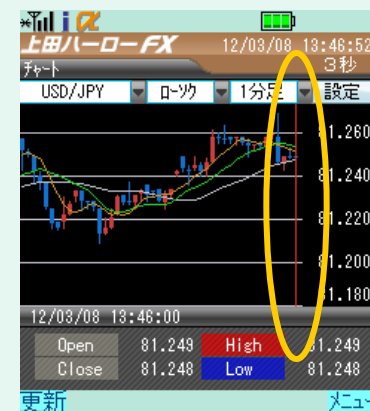 i α
上田ハーローFX 12/03/08 13:46:52
チャート 3秒
USD/JPY ローソク 1分足 設定
81.260
81.240
81.220
81.200
81.180
12/03/08 13:46:00
Open 81.249 High 81.249
Close 81.248 Low 81.248
更新 メニュー